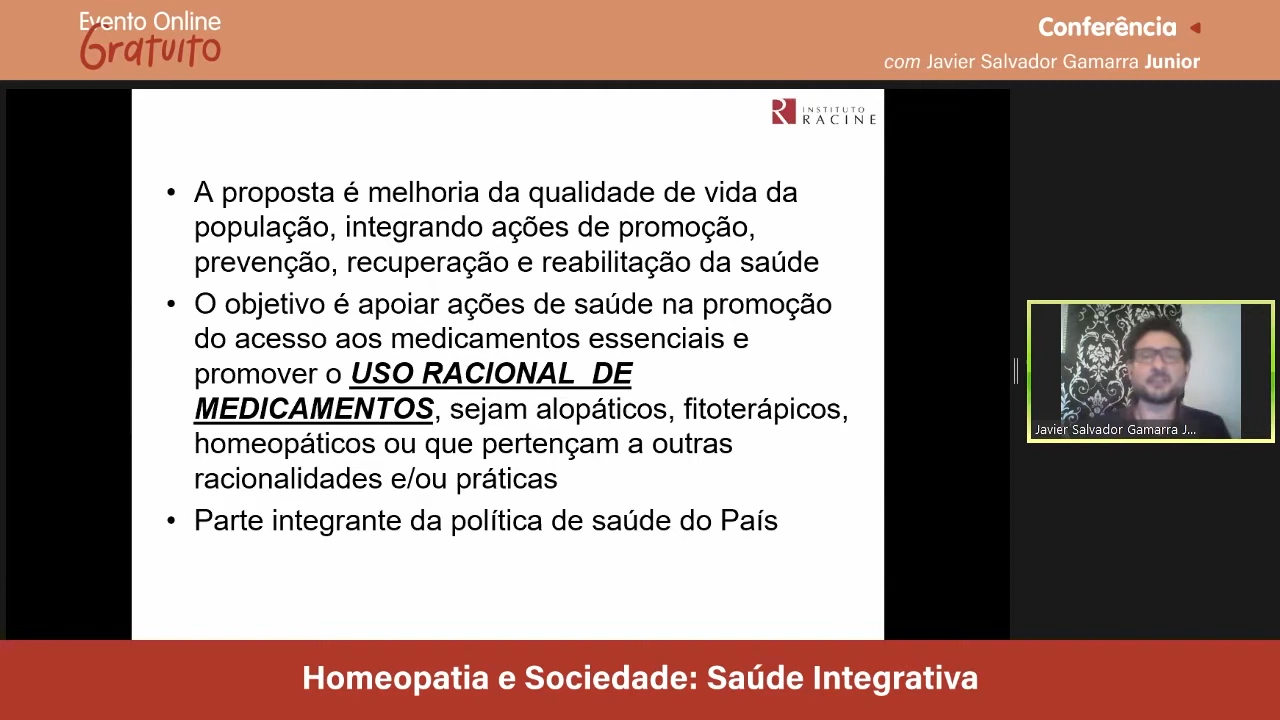 Evento Online
Gratuito
Conferência
com Javier Salvador Gamarra Junior
INSTITUTO
RACINE
• A proposta é melhoria da qualidade de vida da
população, integrando ações de promoção,
prevenção, recuperação e reabilitação da saúde
• O objetivo é apoiar ações de saúde na promoção
do acesso aos medicamentos essenciais e
promover o USO RACIONAL DE
MEDICAMENTOS, sejam alopáticos, fitoterápicos,
homeopáticos ou que pertençam a outras
racionalidades e/ou práticas
• Parte integrante da política de saúde do País
Javier Salvador Gamarra J...
Homeopatia e Sociedade: Saúde Integrativa